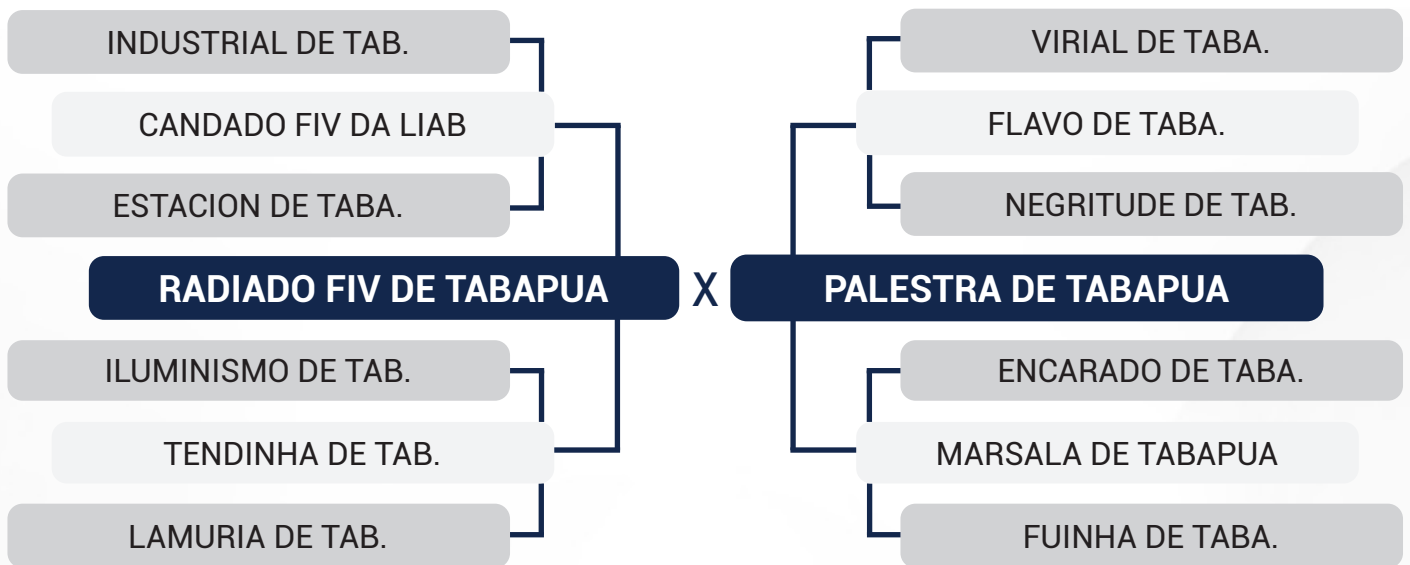 INDUSTRIAL DE TAB.
CANDADO FIV DA LIAB
ESTACION DE TABA.
RADIADO FIV DE TABAPUA
ILUMINISMO DE TAB.
TENDINHA DE TAB.
LAMURIA DE TAB.
X
VIRIAL DE TABA.
FLAVO DE TABA.
NEGRITUDE DE TAB.
PALESTRA DE TABAPUA
ENCARADO DE TABA.
MARSALA DE TABAPUA
FUINHA DE TABA.